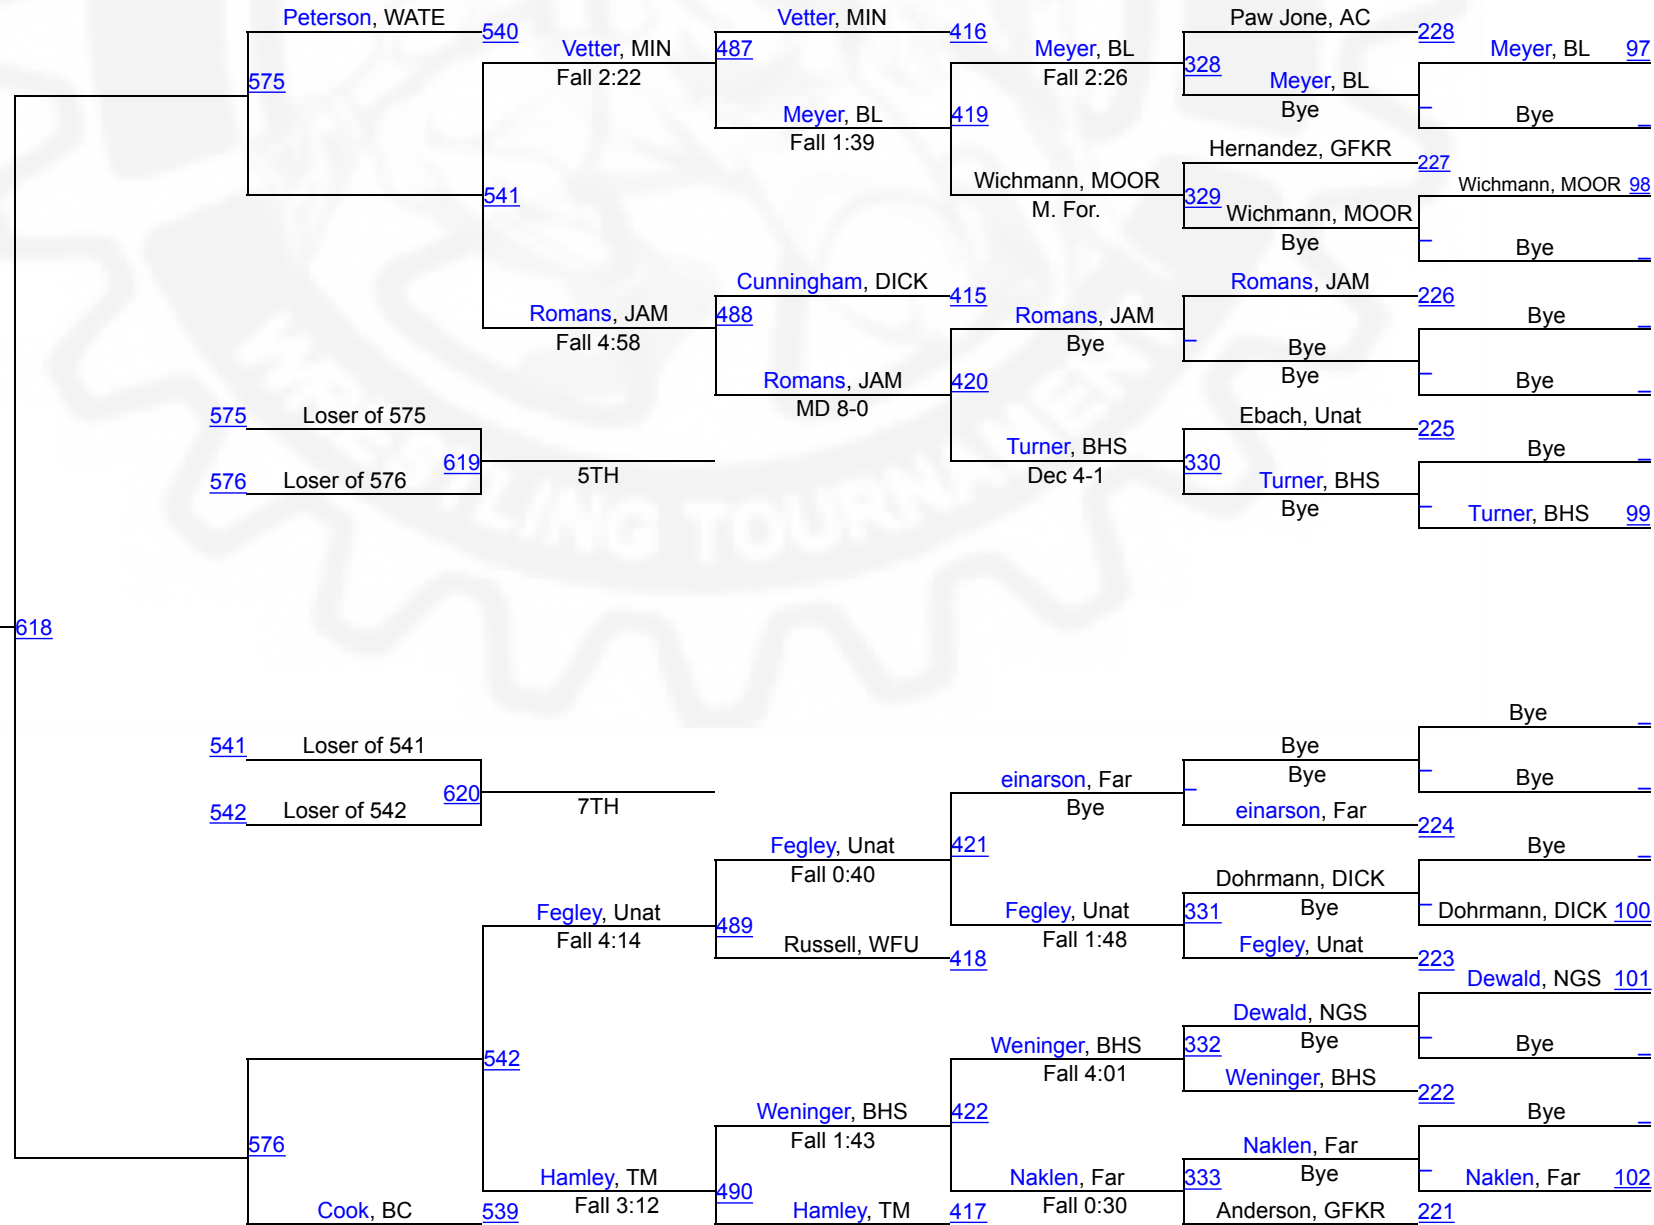 Peterson, WATE
540
575
Vetter, MIN
Fall 2:22
487
Vetter, MIN
416
Meyer, BL
Fall 1:39
419
Meyer, BL
Fall 2:26
328
Paw Jone, AC
228
Meyer, BL
Bye
Meyer, BL 97
Bye
541
Wichmann, MOOR
M. For.
329
Hernandez, GFKR
227
Wichmann, MOOR
Bye
Wichmann, MOOR 98
Bye
Romans, JAM
Fall 4:58
488
Cunningham, DICK
415
Romans, JAM
MD 8-0
420
Romans, JAM
Bye
Romans, JAM
226
Bye
Bye
Bye
Bye
Turner, BHS
Dec 4-1
330
Ebach, Unat
225
Turner, BHS
Bye
Bye
Turner, BHS 99
575 Loser of 575
619
5TH
576 Loser of 576
WRESTLING TOURNAMEN
618
541 Loser of 541
620
7TH
542 Loser of 542
Bye
Bye
Bye
Bye
einarson, Far
Bye
einarson, Far
224
421
Fegley, Unat
Fall 0:40
Fegley, Unat
Fall 4:14
489
Russell, WFU
418
Fegley, Unat
Fall 1:48
331
Dohrmann, DICK
Bye
Fegley, Unat
223
Bye
Dohrmann, DICK 100
Dewald, NGS 101
Bye
542
Weninger, BHS
Fall 4:01
332
Dewald, NGS
Bye
Weninger, BHS
222
422
Weninger, BHS
Fall 1:43
576
Hamley, TM
Fall 3:12
490
Hamley, TM
417
Naklen, Far
Fall 0:30
333
Naklen, Far
Bye
Anderson, GFKR
221
Bye
Naklen, Far 102
Cook, BC
539